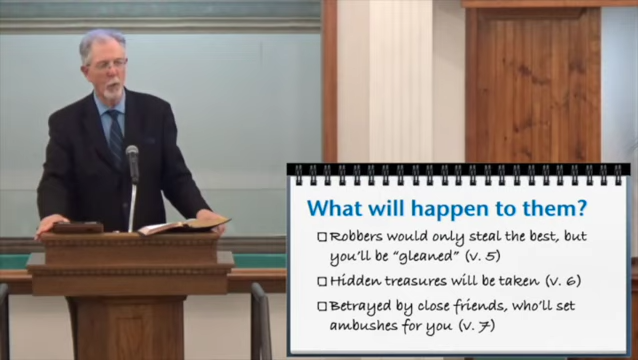 What will happen to them?
Robbers would only steal the best, but
you'll be "gleaned" (v. 5)
Hidden treasures will be taken (v. 6)
Betrayed by close friends, who'll set
ambushes for you (v. 7)